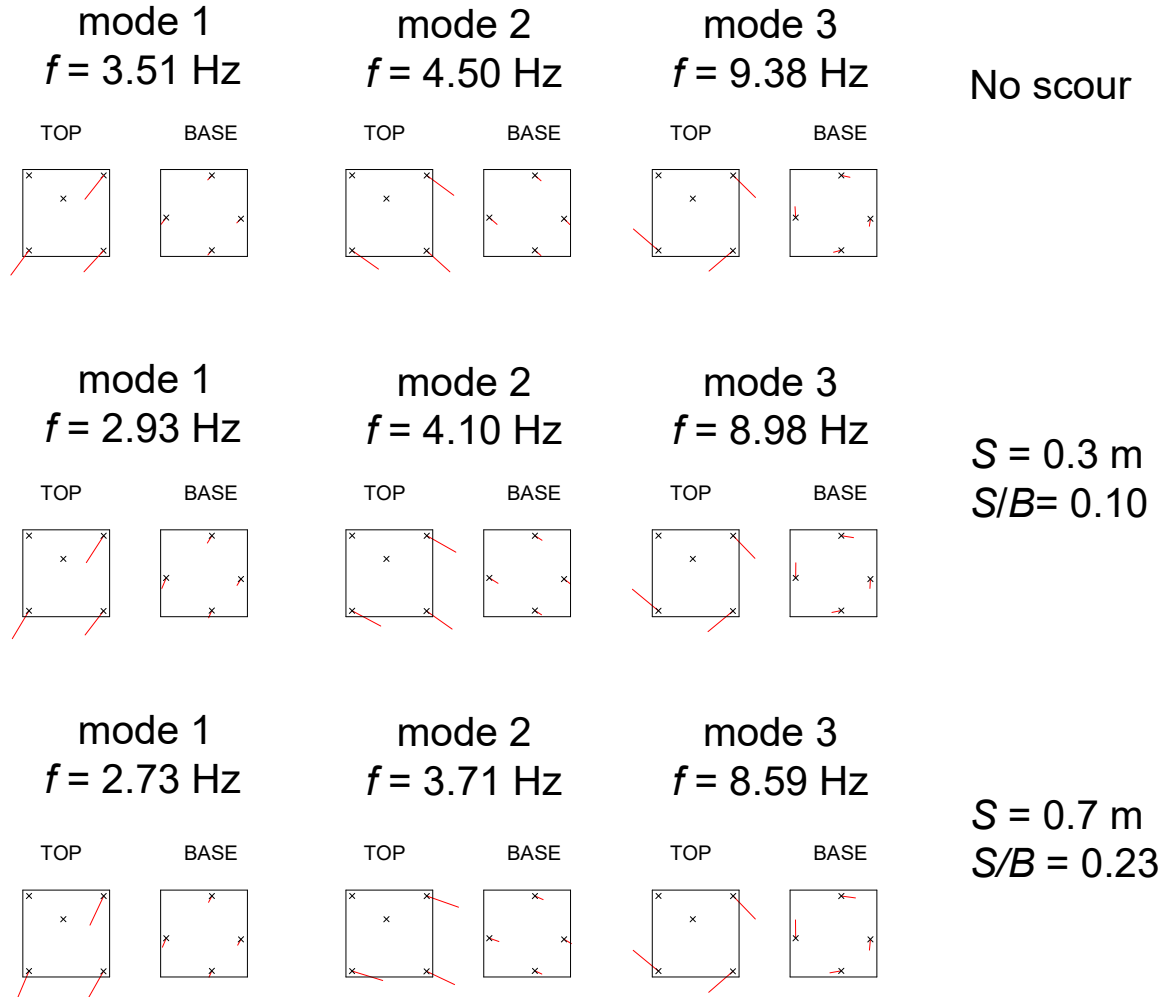 mode 1
f = 3.51 Hz
mode 2
f = 4.50 Hz
mode 3
f = 9.38 Hz
No scour
TOP
BASE
TOP
BASE
TOP
BASE
mode 1
f = 2.93 Hz
mode 2
f = 4.10 Hz
mode 3
f = 8.98 Hz
S = 0.3 m
S/B= 0.10
TOP
BASE
TOP
BASE
TOP
BASE
mode 1
f = 2.73 Hz
mode 2
f = 3.71 Hz
mode 3
f = 8.59 Hz
S = 0.7 m
S/B = 0.23
TOP
BASE
TOP
BASE
TOP
BASE